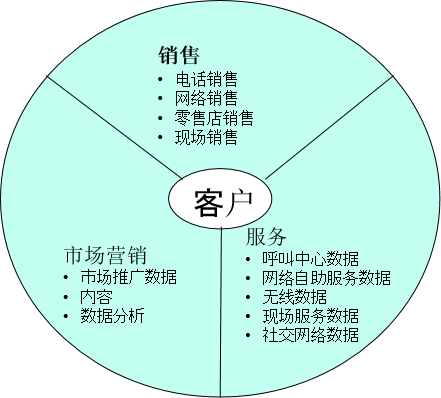 销售
• 电话销售
• 网络销售
• 零售店销售
• 现场销售
客户
市场营销
• 市场推广数据
• 内容
• 数据分析
服务
• 呼叫中心数据
• 网络自助服务数据
• 无线数据
• 现场服务数据
• 社交网络数据